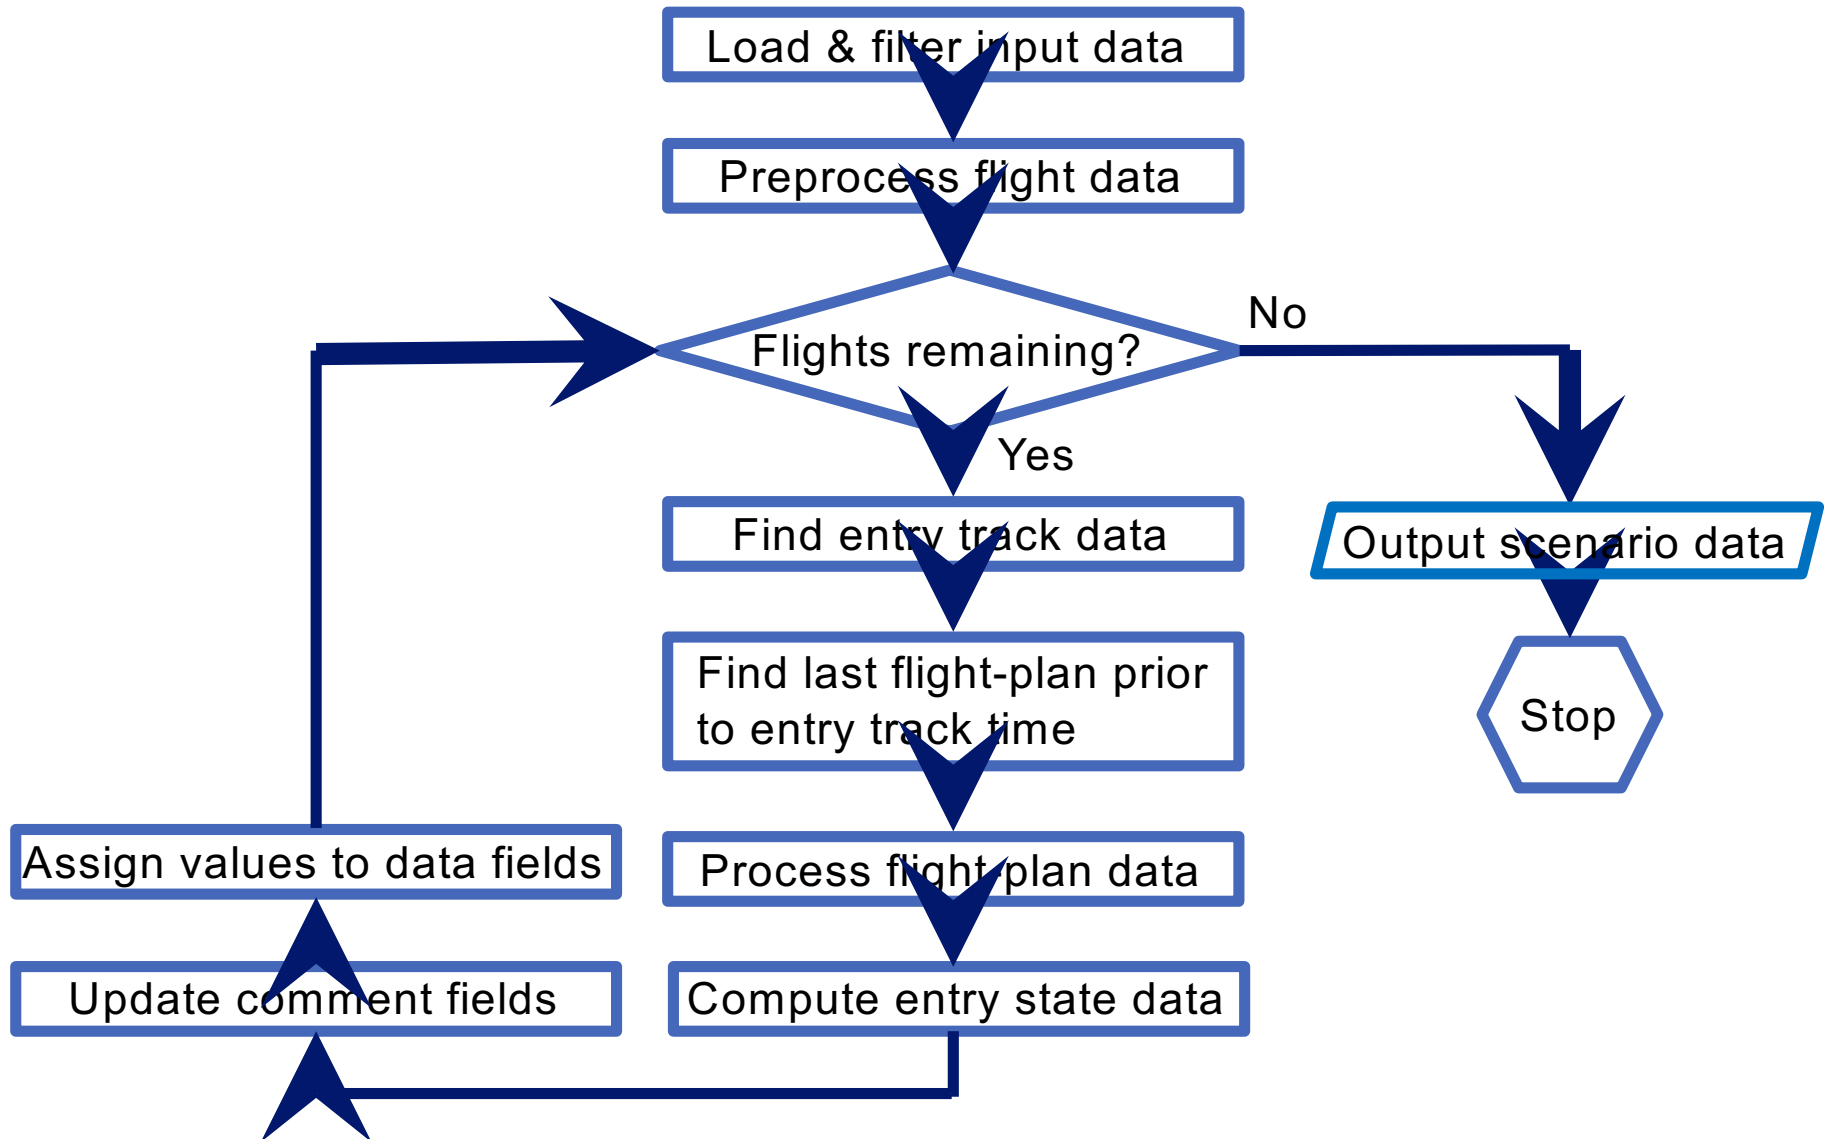 Load & filter input data
Preprocess flight data
No
Flights remaining?
Yes
Find entry track data
Output scenario data
Find last flight-plan prior
to entry track time
Stop
Assign values to data fields
Process flight-plan data
Update comment fields
Compute entry state data